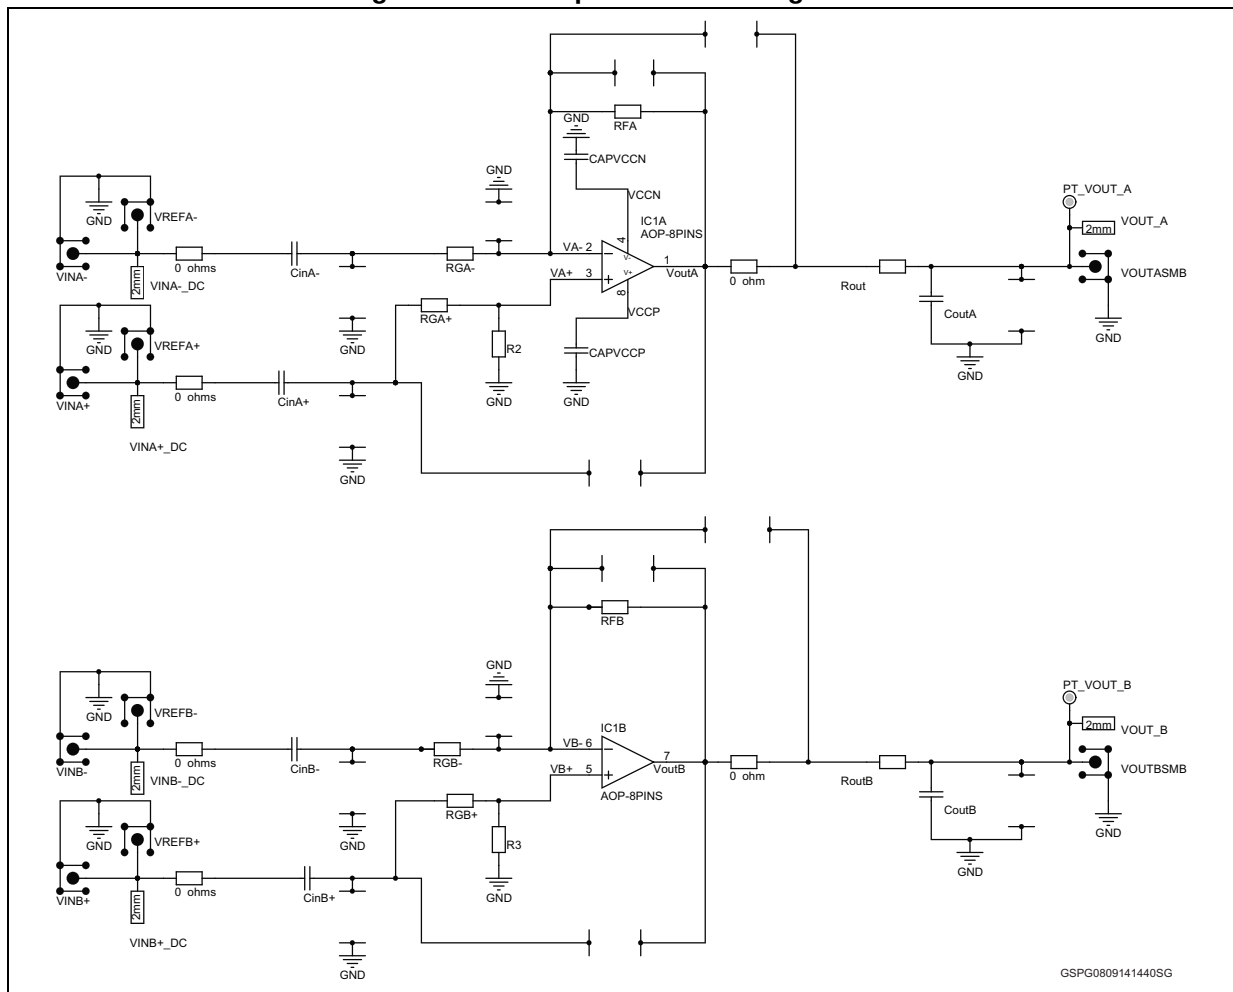 GND
RFA
GND
CAPVCCN
GND
VCCN
PT_VOUT_A
VREFA-
GND
IC1A
AOP-8PINS
VOUT_A
2mm
4
V-
VA- 2
1
VINA-
0 ohms
CinA-
RGA-
VoutA
0 ohm
Rout
VOUTASMB
2mm
VINA-_DC
VA+ 3
V+
8
VCCP
RGA+
CoutA
GND
VREFA+
GND
R2
CAPVCCP
GND
GND
GND
GND
GND
VINA+
0 ohms
CinA+
2mm
VINA+_DC
GND
RFB
GND
PT_VOUT_B
VREFB-
GND
IC1B
2mm
VOUT_B
VB- 6
7
VINB-
0 ohms
CinB-
RGB-
VoutB
0 ohm
RoutB
VOUTBSMB
2mm
VINB-_DC
VB+ 5
AOP-8PINS
RGB+
CoutB
GND
VREFB+
GND
R3
GND
GND
GND
VINB+
0 ohms
CinB+
2mm
VINB+_DC
GND
GSPG0809141440SG